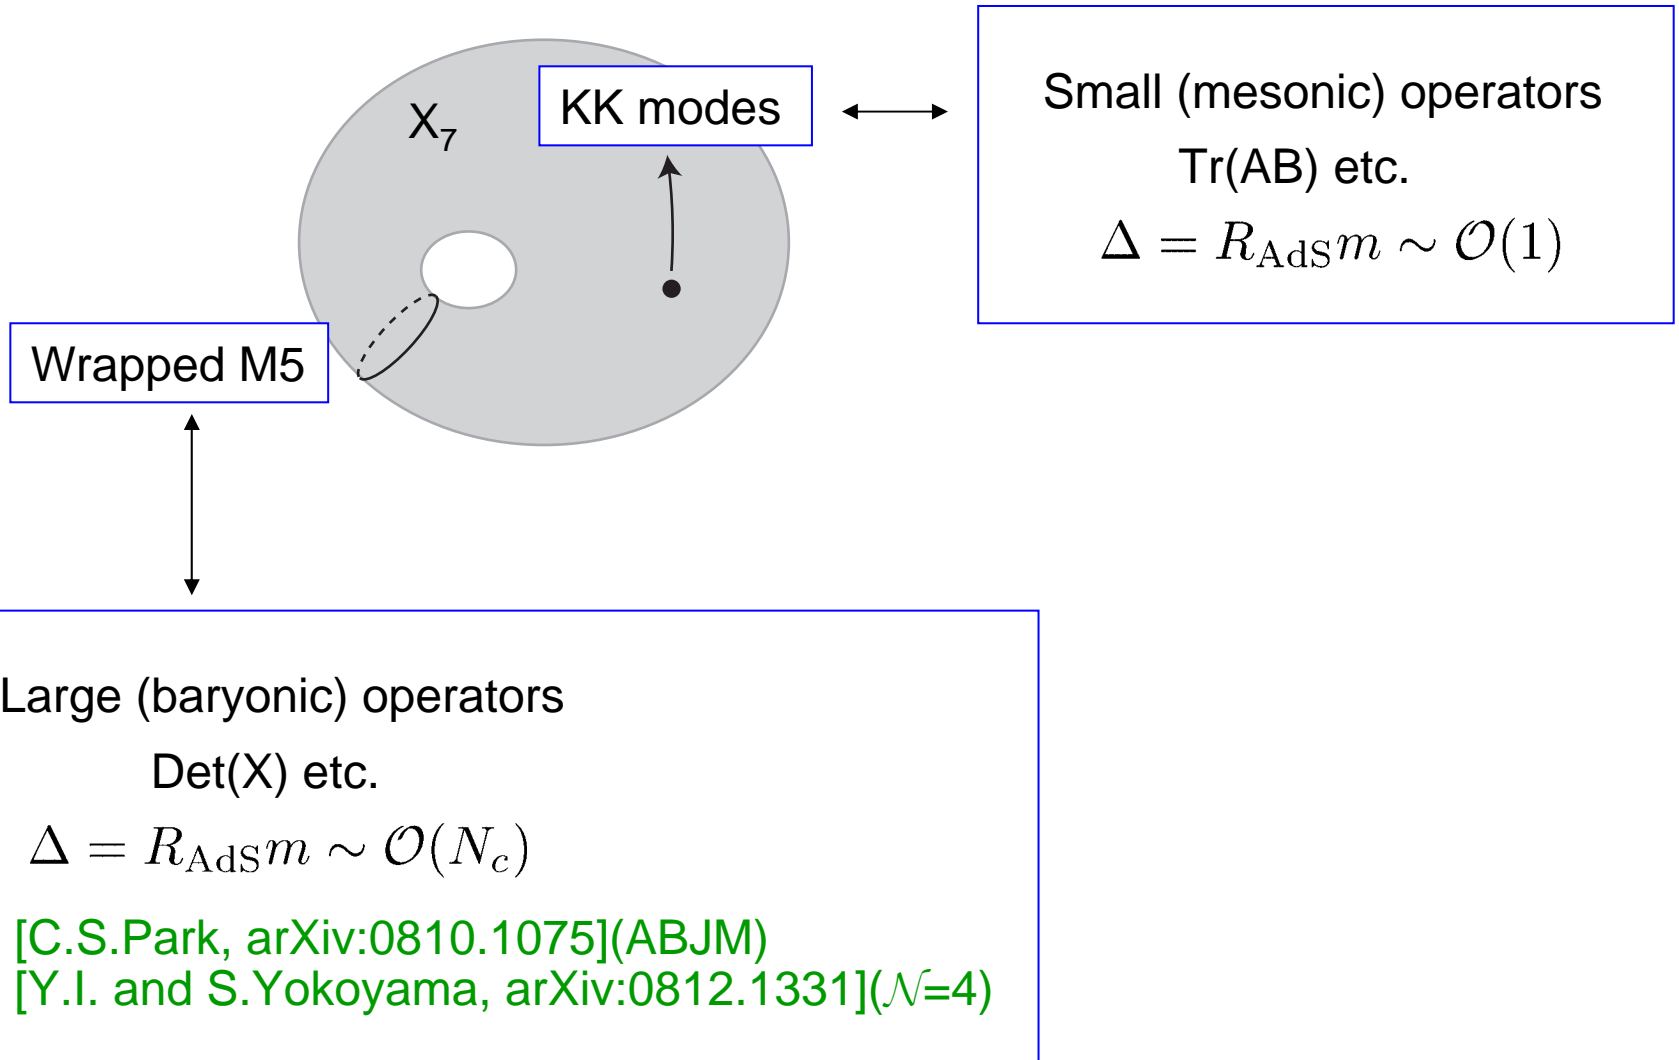 X₇
KK modes
Small (mesonic) operators
Tr(AB) etc.
Δ = R_AdS m ∼ 𝒪(1)
Wrapped M5
Large (baryonic) operators
Det(X) etc.
Δ = R_AdS m ∼ 𝒪(N_c)
[C.S.Park, arXiv:0810.1075](ABJM)
[Y.I. and S.Yokoyama, arXiv:0812.1331](𝒩=4)